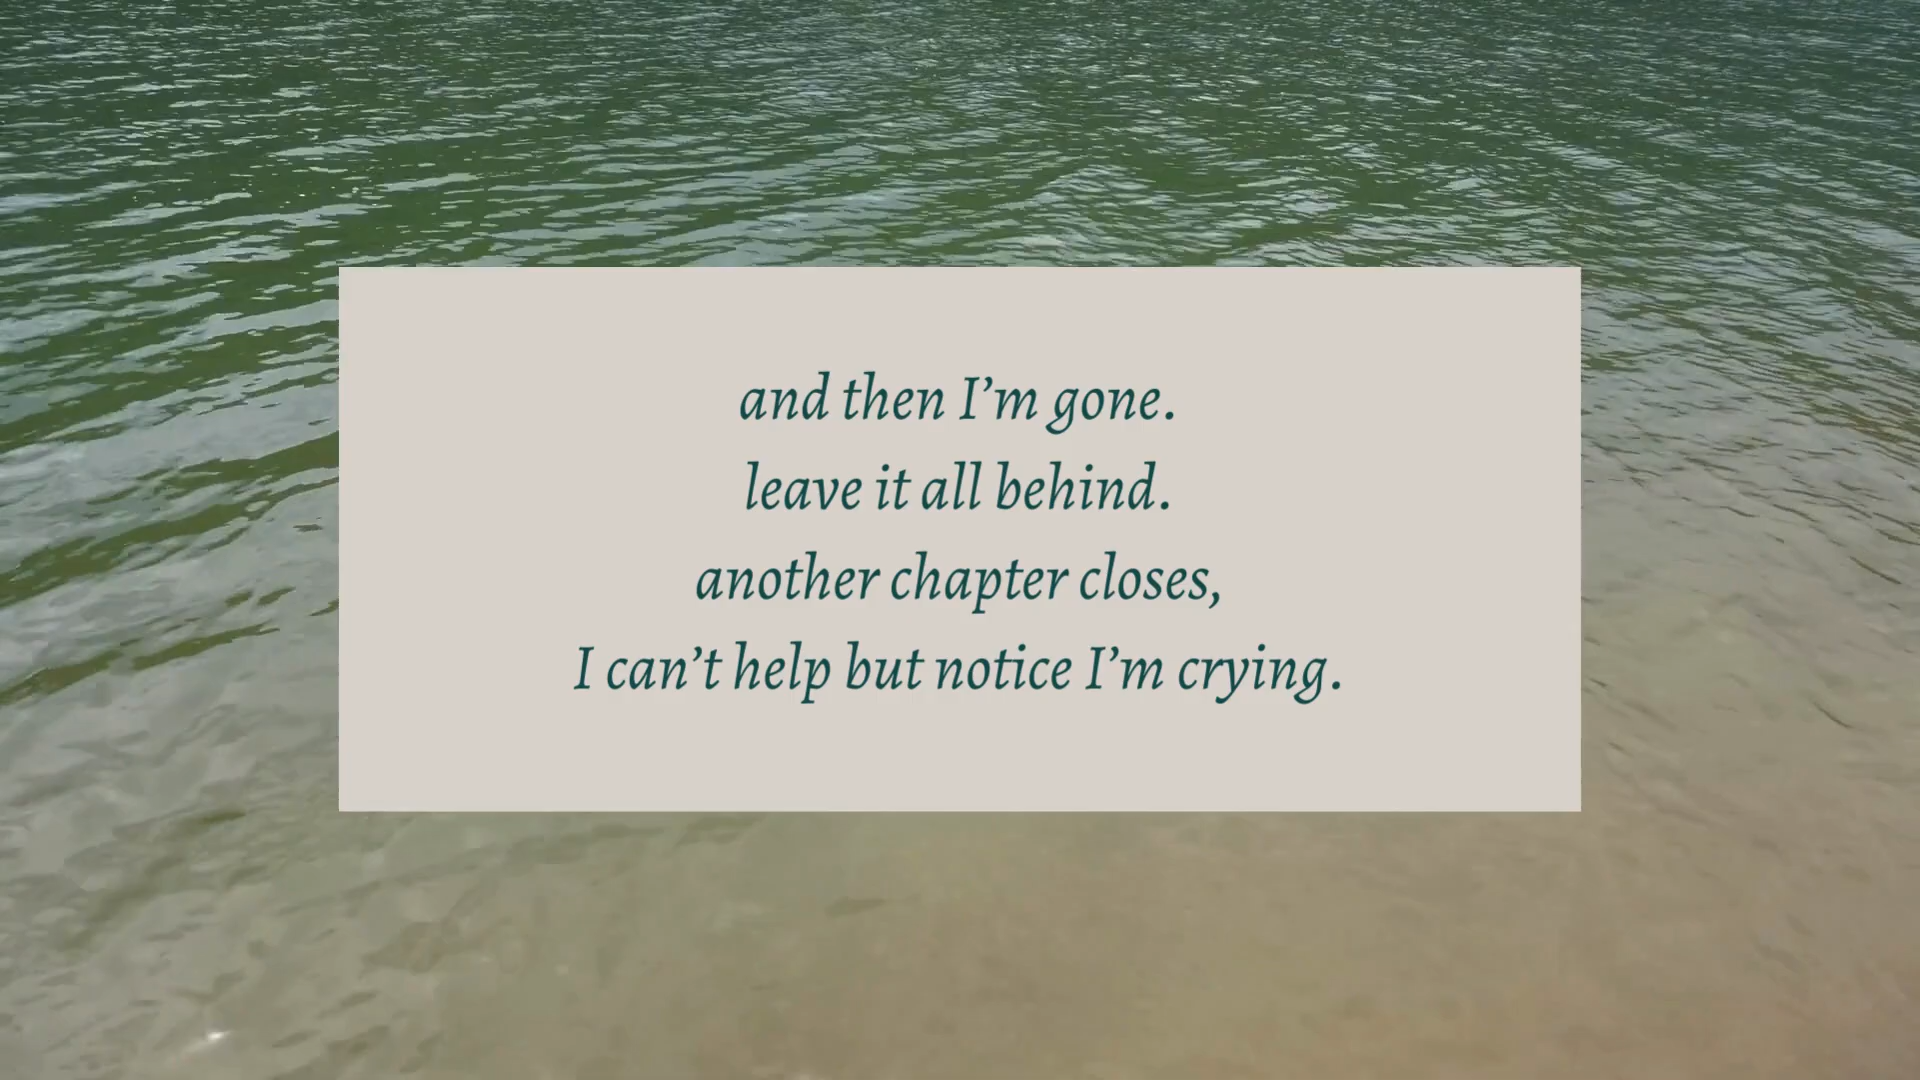 and then I’m gone.
leave it all behind.
another chapter closes,
I can’t help but notice I’m crying.